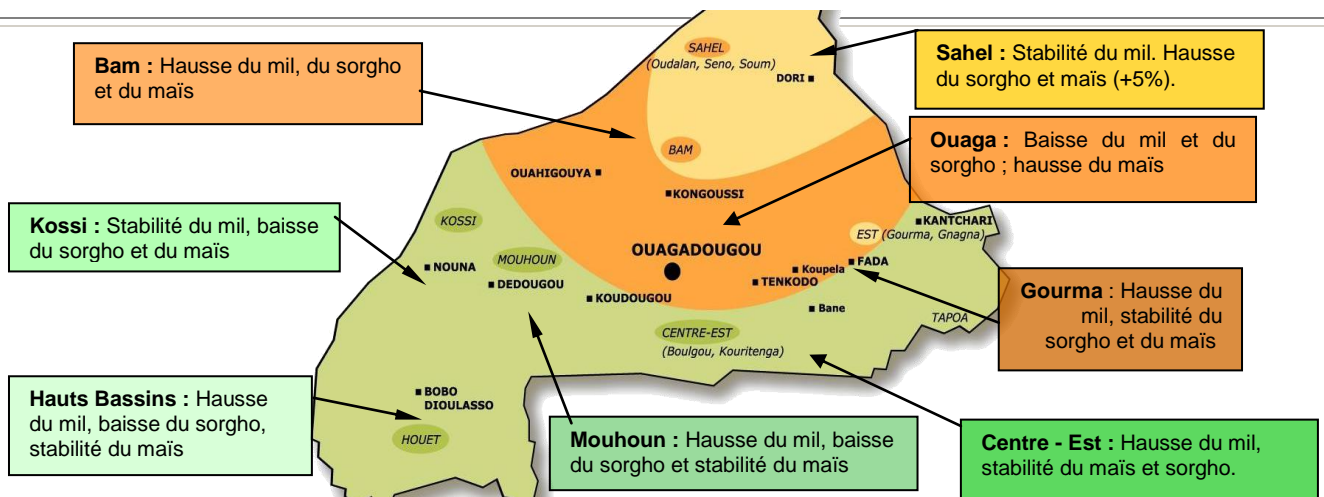 Bam : Hausse du mil, du sorgho
et du maïs
Sahel : Stabilité du mil. Hausse
du sorgho et maïs (+5%).
Ouaga : Baisse du mil et du
sorgho ; hausse du maïs
Kossi : Stabilité du mil, baisse
du sorgho et du maïs
Gourma : Hausse du
mil, stabilité du
sorgho et du maïs
Hauts Bassins : Hausse
du mil, baisse du sorgho,
stabilité du maïs
Mouhoun : Hausse du mil, baisse
du sorgho et stabilité du maïs
Centre - Est : Hausse du mil,
stabilité du maïs et sorgho.
SAHEL
(Oudalan, Seno, Soum)
DORI
BAM
OUAHIGOUYA
KONGOUSSI
KANTCHARI
KOSSI
EST (Gourma, Gnagna)
OUAGADOUGOU
MOUHOUN
NOUNA
DEDOUGOU
Koupela
FADA
TENKODO
KOUDOUGOU
Bane
TAPOA
CENTRE-EST
(Boulgou, Kouritenga)
BOBO
DIOULASSO
HOUET